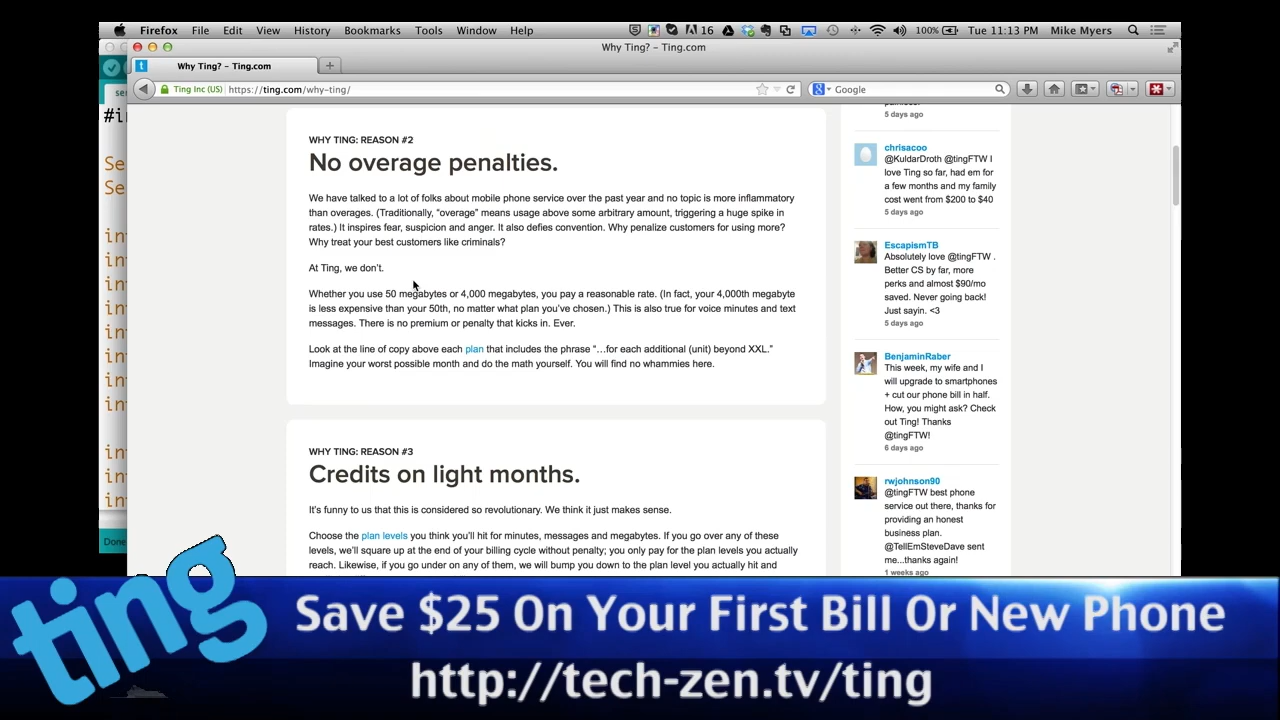 Firefox File Edit View History Bookmarks Tools Window Help
16 100% Tue 11:13 PM Mike Myers
Why Ting? – Ting.com
Why Ting? – Ting.com
Ting Inc (US) https://ting.com/why-ting/
Google
#i
Se
Se
in
in
in
in
in
in
in
in
in
in
in
Done
WHY TING: REASON #2
No overage penalties.
We have talked to a lot of folks about mobile phone service over the past year and no topic is more inflammatory
than overages. (Traditionally, “overage” means usage above some arbitrary amount, triggering a huge spike in
rates.) It inspires fear, suspicion and anger. It also defies convention. Why penalize customers for using more?
Why treat your best customers like criminals?
At Ting, we don’t.
Whether you use 50 megabytes or 4,000 megabytes, you pay a reasonable rate. (In fact, your 4,000th megabyte
is less expensive than your 50th, no matter what plan you’ve chosen.) This is also true for voice minutes and text
messages. There is no premium or penalty that kicks in. Ever.
Look at the line of copy above each plan that includes the phrase “…for each additional (unit) beyond XXL.”
Imagine your worst possible month and do the math yourself. You will find no whammies here.
WHY TING: REASON #3
Credits on light months.
It’s funny to us that this is considered so revolutionary. We think it just makes sense.
Choose the plan levels you think you’ll hit for minutes, messages and megabytes. If you go over any of these
levels, we’ll square up at the end of your billing cycle without penalty; you only pay for the plan levels you actually
reach. Likewise, if you go under on any of them, we will bump you down to the plan level you actually hit and
5 days ago
chrisacoo
@KuldarDroth @tingFTW I
love Ting so far, had em for
a few months and my family
cost went from $200 to $40
5 days ago
EscapismTB
Absolutely love @tingFTW .
Better CS by far, more
perks and almost $90/mo
saved. Never going back!
Just sayin. <3
5 days ago
BenjaminRaber
This week, my wife and I
will upgrade to smartphones
+ cut our phone bill in half.
How, you might ask? Check
out Ting! Thanks
@tingFTW!
6 days ago
rwjohnson90
@tingFTW best phone
service out there, thanks for
providing an honest
business plan.
@TellEmSteveDave sent
me...thanks again!
1 weeks ago
ting
Save $25 On Your First Bill Or New Phone
http://tech-zen.tv/ting